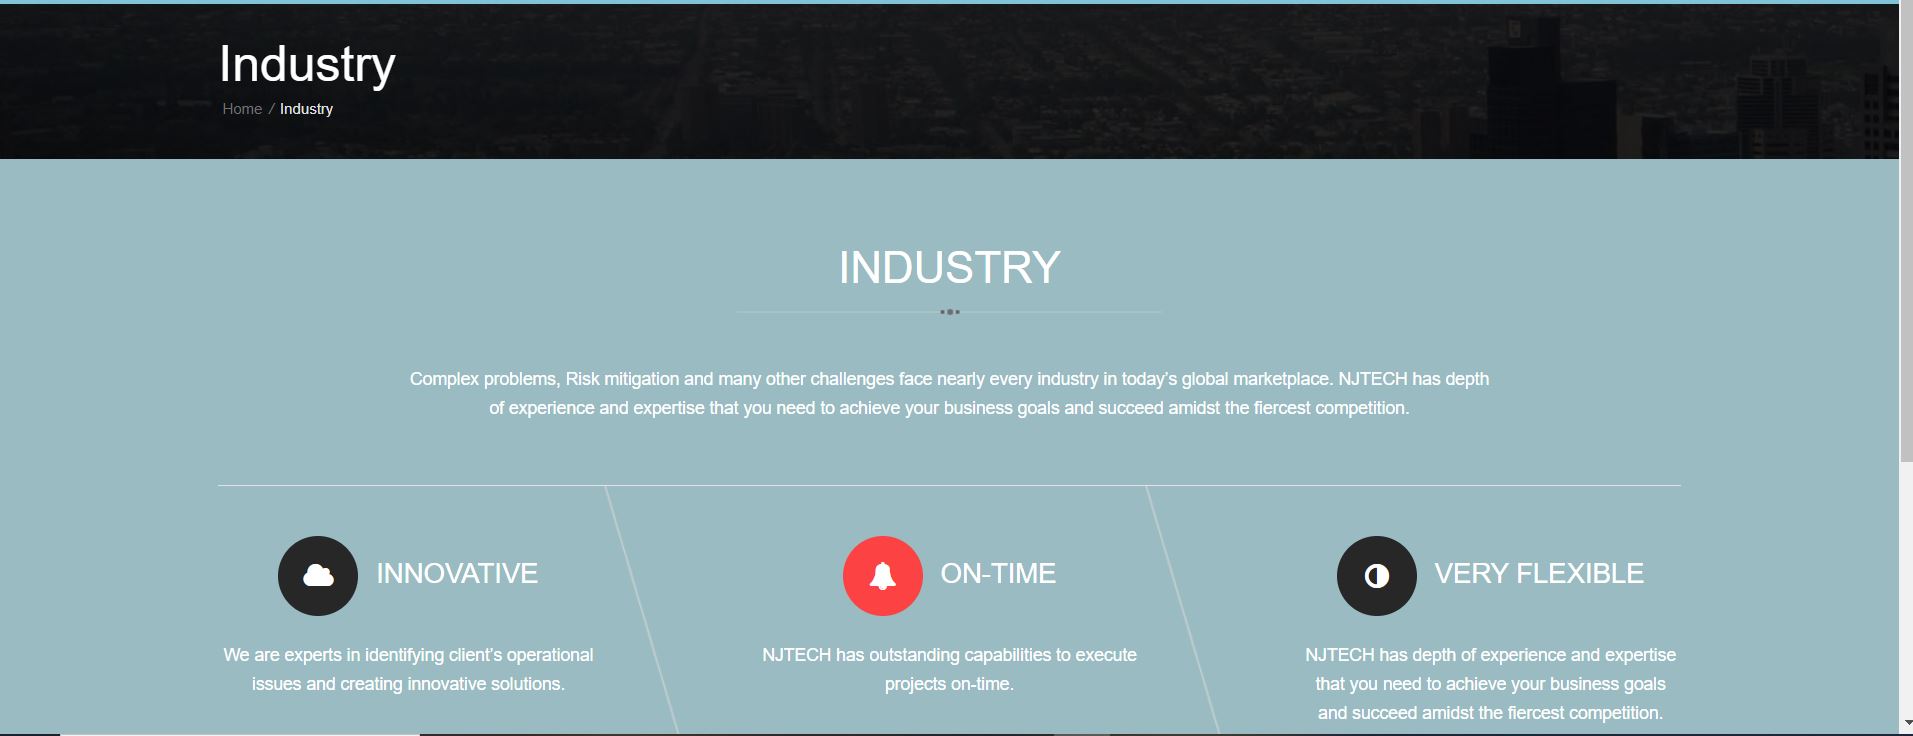 Industry
Home / Industry
INDUSTRY
Complex problems, Risk mitigation and many other challenges face nearly every industry in today’s global marketplace. NJTECH has depth
of experience and expertise that you need to achieve your business goals and succeed amidst the fiercest competition.
INNOVATIVE
We are experts in identifying client’s operational
issues and creating innovative solutions.
ON-TIME
NJTECH has outstanding capabilities to execute
projects on-time.
VERY FLEXIBLE
NJTECH has depth of experience and expertise
that you need to achieve your business goals
and succeed amidst the fiercest competition.